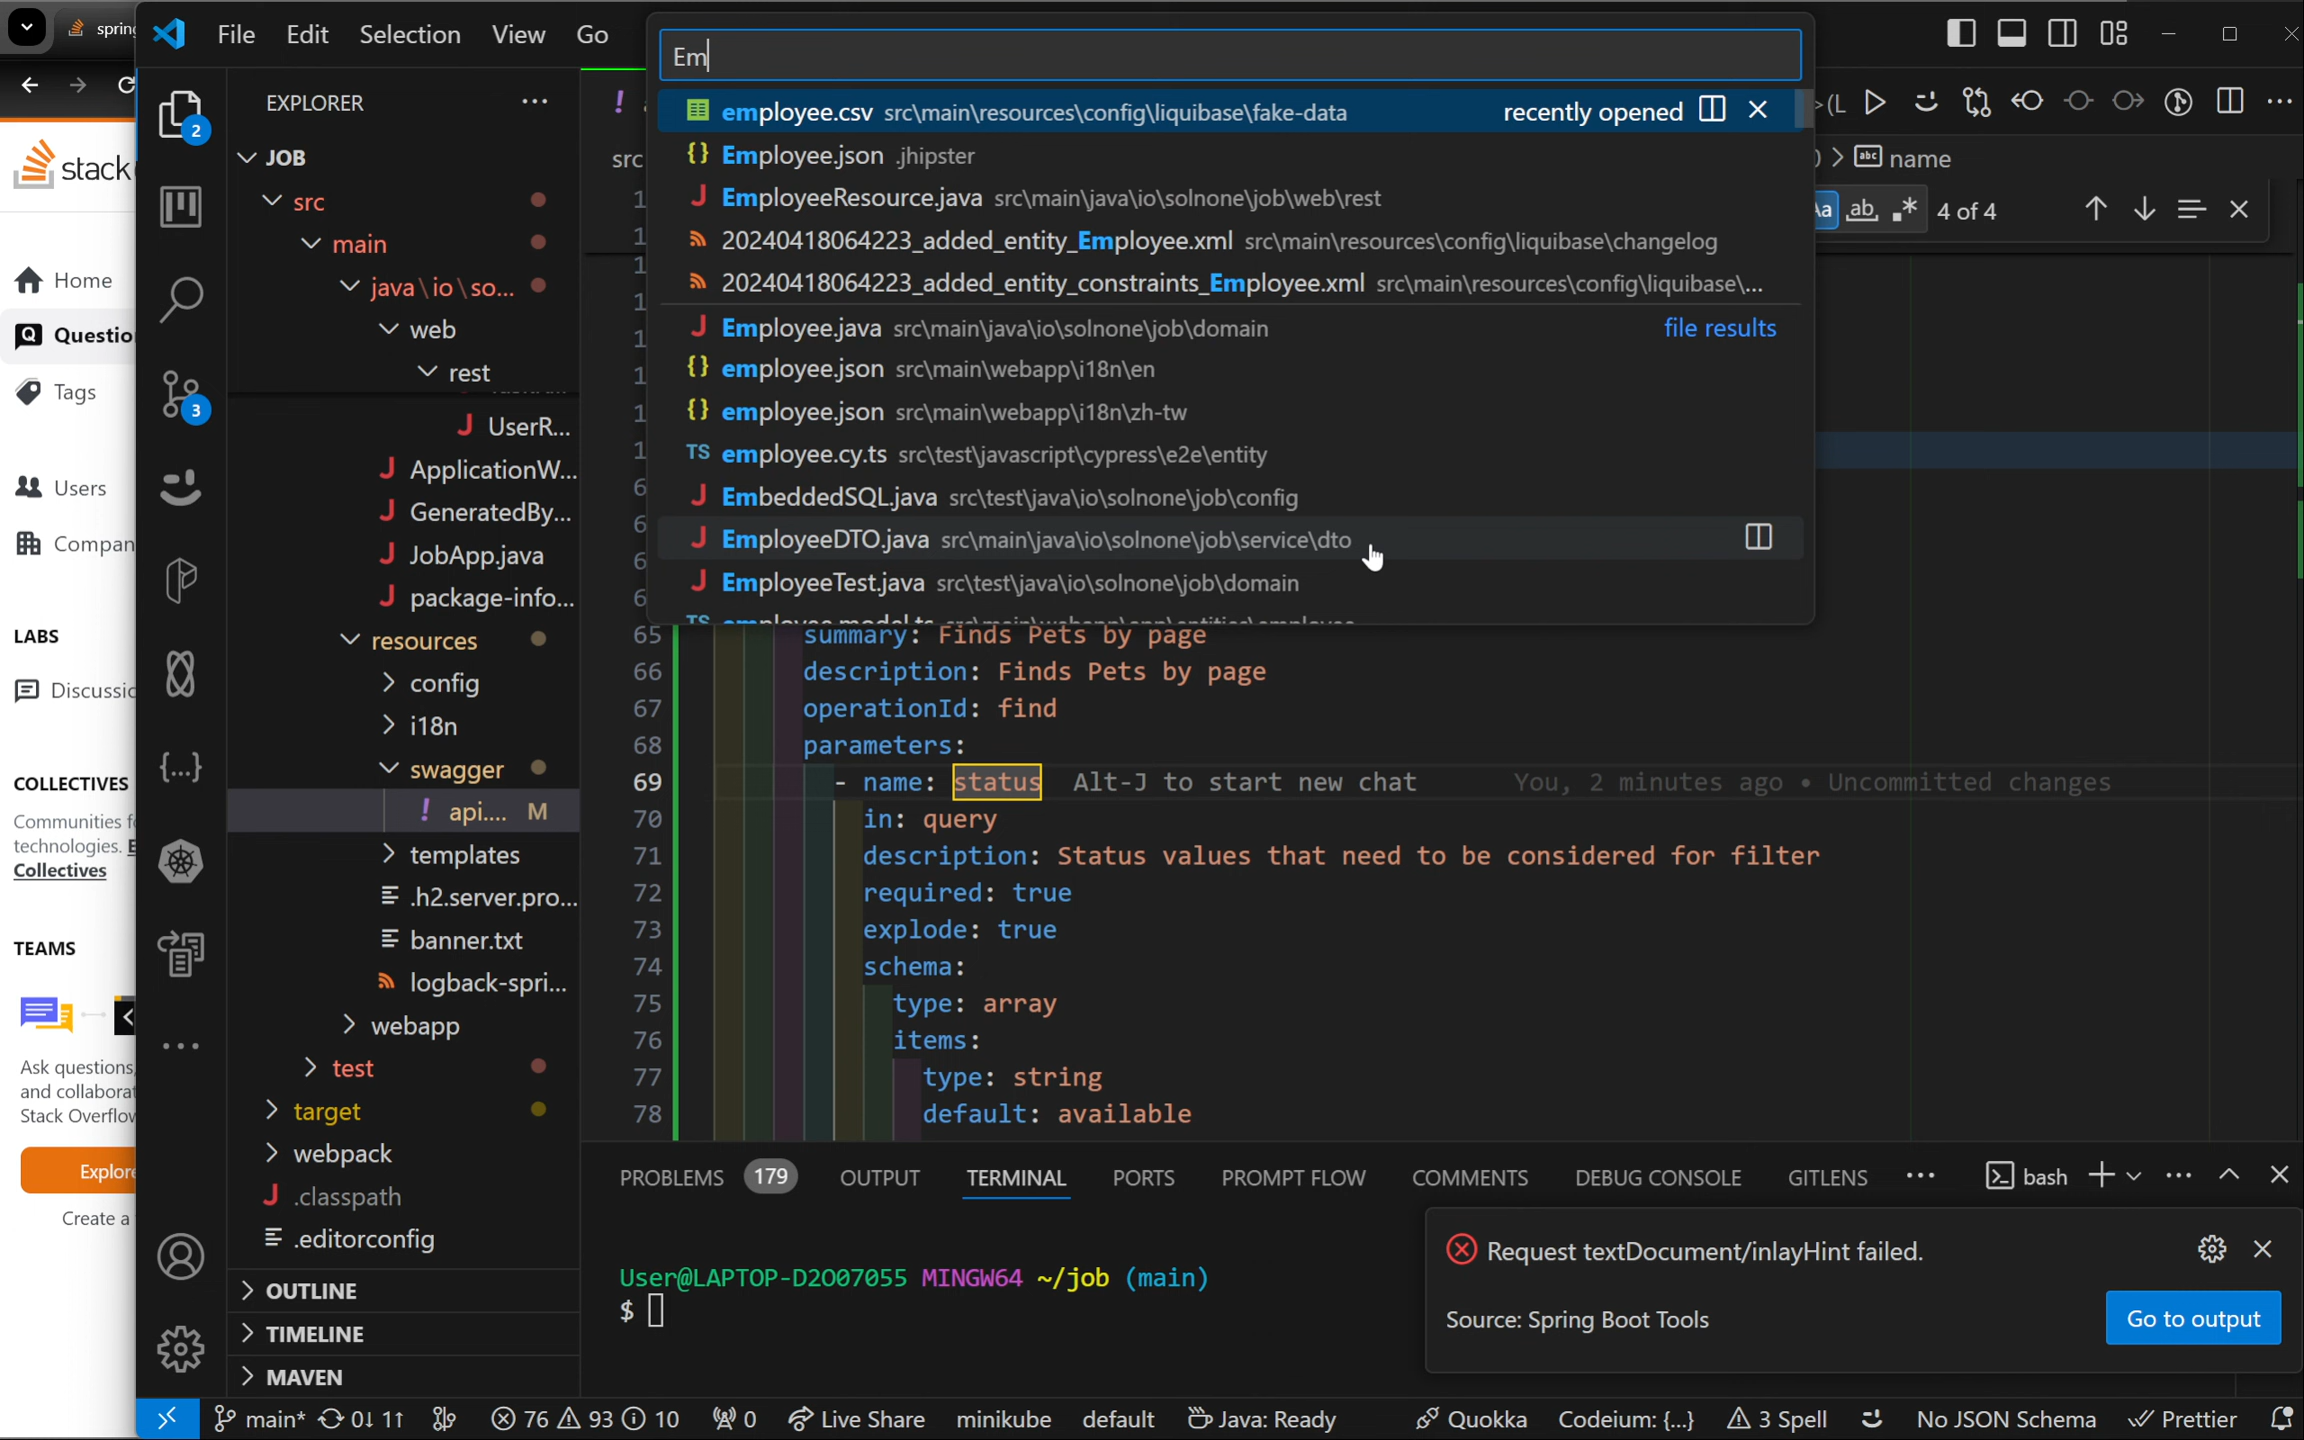 spring
File Edit Selection View Go
Em
employee.csv src\main\resources\config\liquibase\fake-data recently opened
Employee.json .jhipster
EmployeeResource.java src\main\java\io\solnone\job\web\rest
20240418064223_added_entity_Employee.xml src\main\resources\config\liquibase\changelog
20240418064223_added_entity_constraints_Employee.xml src\main\resources\config\liquibase\...
Employee.java src\main\java\io\solnone\job\domain file results
employee.json src\main\webapp\i18n\en
employee.json src\main\webapp\i18n\zh-tw
TS employee.cy.ts src\test\javascript\cypress\e2e\entity
EmbeddedSQL.java src\test\java\io\solnone\job\config
EmployeeDTO.java src\main\java\io\solnone\job\service\dto
EmployeeTest.java src\test\java\io\solnone\job\domain
name
4 of 4
src
stack
Home
Questio
Tags
Users
Compan
LABS
Discussic
COLLECTIVES
Communities f
technologies.
Collectives
TEAMS
Ask questions,
and collaborat
Stack Overflov
Explore
Create a
2
3
EXPLORER
JOB
src
main
java\io\so...
web
rest
UserR...
ApplicationW...
GeneratedBy...
JobApp.java
package-info...
resources
config
i18n
swagger
! api.... M
templates
.h2.server.pro...
banner.txt
logback-spri...
webapp
test
target
webpack
.classpath
.editorconfig
OUTLINE
TIMELINE
MAVEN
65 summary: Finds Pets by page
66 description: Finds Pets by page
67 operationId: find
68 parameters:
69 - name: status Alt-J to start new chat You, 2 minutes ago • Uncommitted changes
70 in: query
71 description: Status values that need to be considered for filter
72 required: true
73 explode: true
74 schema:
75 type: array
76 items:
77 type: string
78 default: available
PROBLEMS 179 OUTPUT TERMINAL PORTS PROMPT FLOW COMMENTS DEBUG CONSOLE GITLENS ... bash
User@LAPTOP-D2O07055 MINGW64 ~/job (main)
$
Request textDocument/inlayHint failed.
Source: Spring Boot Tools
Go to output
main* 0↓ 1↑ 76 93 10 0 Live Share minikube default Java: Ready Quokka Codeium: {...} 3 Spell No JSON Schema Prettier